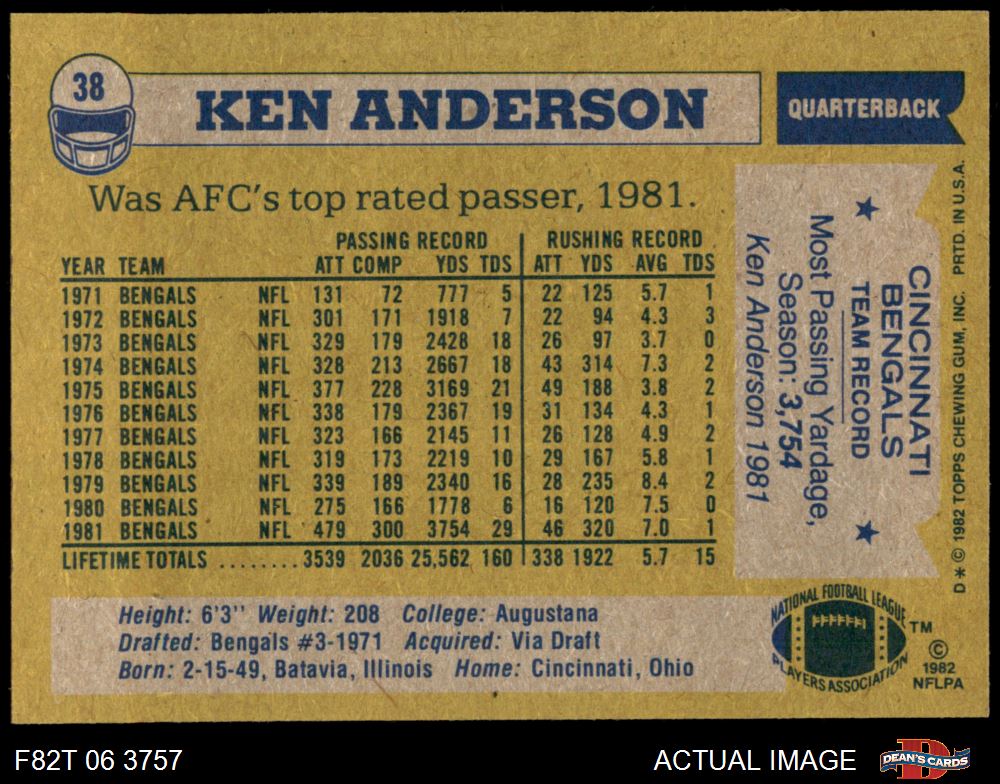 38
KEN ANDERSON
QUARTERBACK
Was AFC's top rated passer, 1981.
PASSING RECORD RUSHING RECORD
YEAR TEAM ATT COMP YDS TDS ATT YDS AVG TDS
1971 BENGALS NFL 131 72 777 5 22 125 5.7 1
1972 BENGALS NFL 301 171 1918 7 22 94 4.3 3
1973 BENGALS NFL 329 179 2428 18 26 97 3.7 0
1974 BENGALS NFL 328 213 2667 18 43 314 7.3 2
1975 BENGALS NFL 377 228 3169 21 49 188 3.8 2
1976 BENGALS NFL 338 179 2367 19 31 134 4.3 1
1977 BENGALS NFL 323 166 2145 11 26 128 4.9 2
1978 BENGALS NFL 319 173 2219 10 29 167 5.8 1
1979 BENGALS NFL 339 189 2340 16 28 235 8.4 2
1980 BENGALS NFL 275 166 1778 6 16 120 7.5 0
1981 BENGALS NFL 479 300 3754 29 46 320 7.0 1
LIFETIME TOTALS ........ 3539 2036 25,562 160 338 1922 5.7 15
CINCINNATI
BENGALS
TEAM RECORD
Most Passing Yardage,
Season: 3,754
Ken Anderson 1981
D * © 1982 TOPPS CHEWING GUM, INC. PRTD. IN U.S.A.
Height: 6'3'' Weight: 208 College: Augustana
Drafted: Bengals #3-1971 Acquired: Via Draft
Born: 2-15-49, Batavia, Illinois Home: Cincinnati, Ohio
NATIONAL FOOTBALL LEAGUE
PLAYERS ASSOCIATION
TM
©
1982
NFLPA
F82T 06 3757
ACTUAL IMAGE
D
DEAN'S CARDS